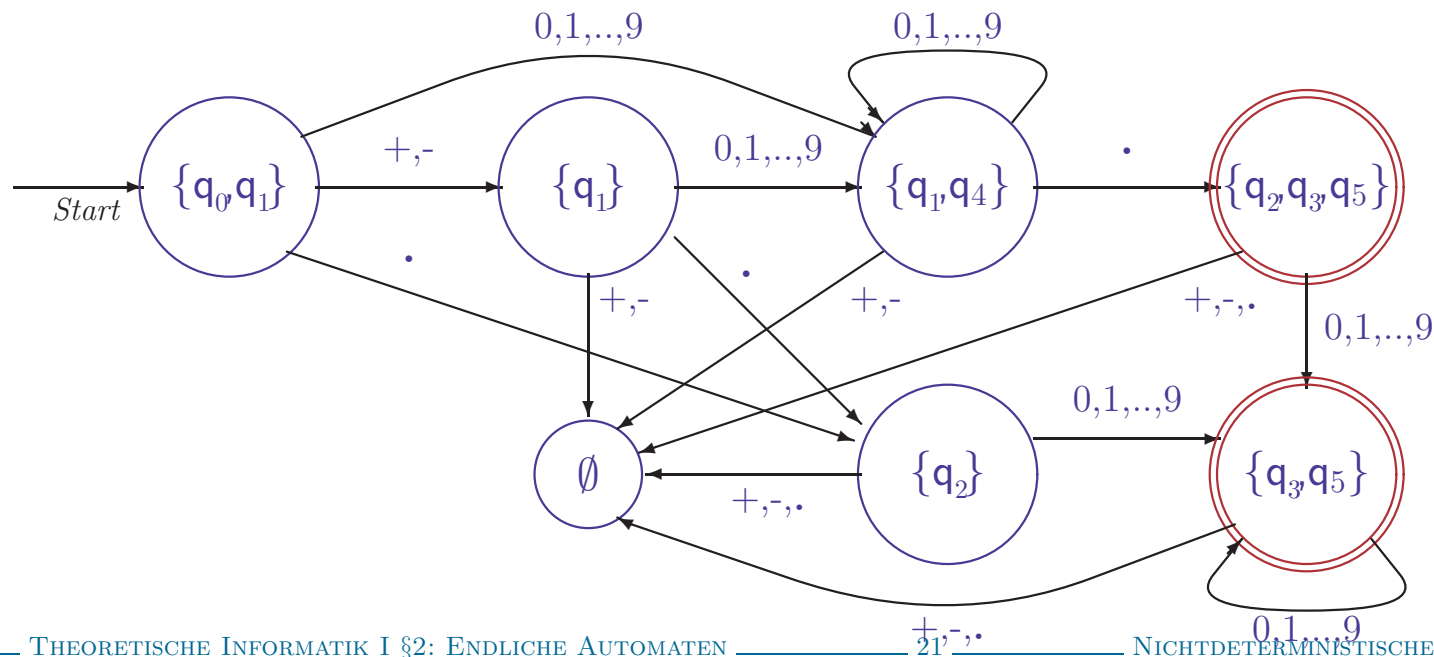 0,1,..,9 0,1,..,9
+,- 0,1,..,9 .
{q0,q1} {q1} {q1,q4} {q2,q3,q5}
Start
. .
+,- +,- +,-,.
0,1,..,9
0,1,..,9
∅ {q2} {q3,q5}
+,-,.
+,-,. 0,1,..,9
THEORETISCHE INFORMATIK I §2: ENDLICHE AUTOMATEN 21 NICHTDETERMINISTISCHE